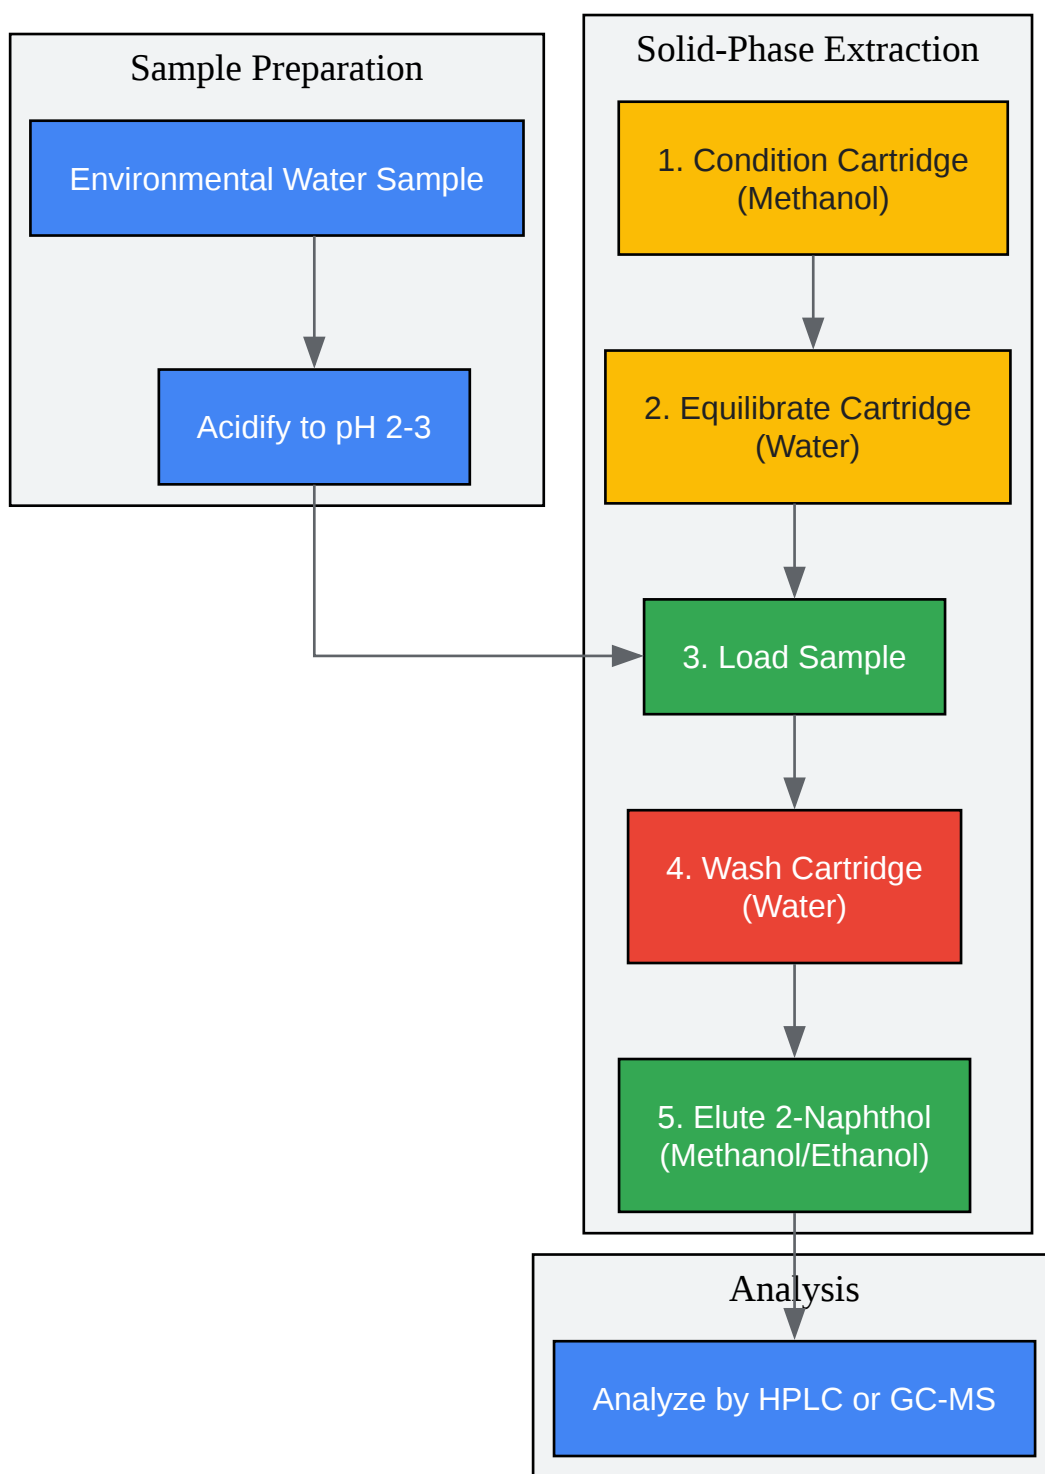 Sample Preparation
Environmental Water Sample
Acidify to pH 2-3
Solid-Phase Extraction
1. Condition Cartridge
(Methanol)
2. Equilibrate Cartridge
(Water)
3. Load Sample
4. Wash Cartridge
(Water)
5. Elute 2-Naphthol
(Methanol/Ethanol)
Analysis
Analyze by HPLC or GC-MS